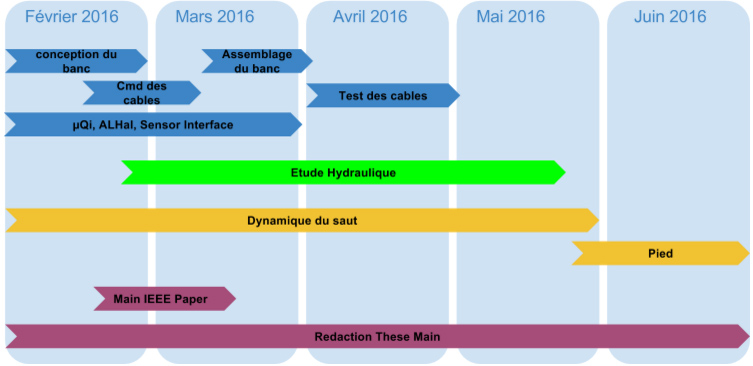 Février 2016
Mars 2016
Avril 2016
Mai 2016
Juin 2016
conception du
banc
Assemblage
du banc
Cmd des
cables
Test des cables
µQi, ALHal, Sensor Interface
Etude Hydraulique
Dynamique du saut
Pied
Main IEEE Paper
Redaction These Main